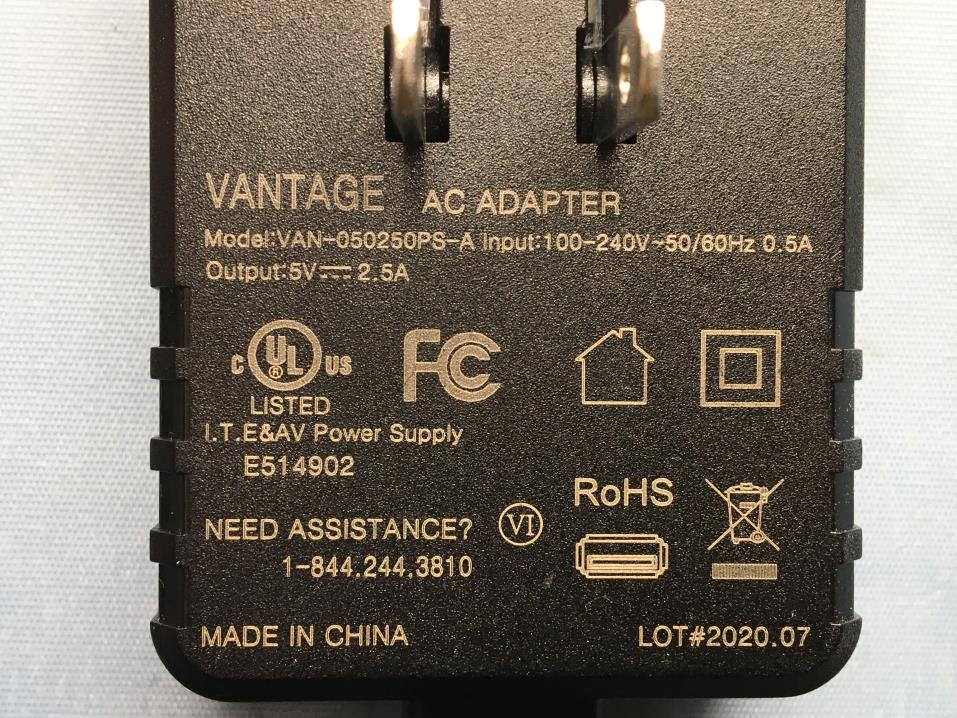 VANTAGE AC ADAPTER
Model:VAN-050250PS-A Input:100-240V~50/60Hz 0.5A
Output:5V⎓2.5A
C UL ® US FC
LISTED
I.T.E&AV Power Supply
E514902
RoHS
NEED ASSISTANCE? VI
1-844.244.3810
MADE IN CHINA LOT#2020.07